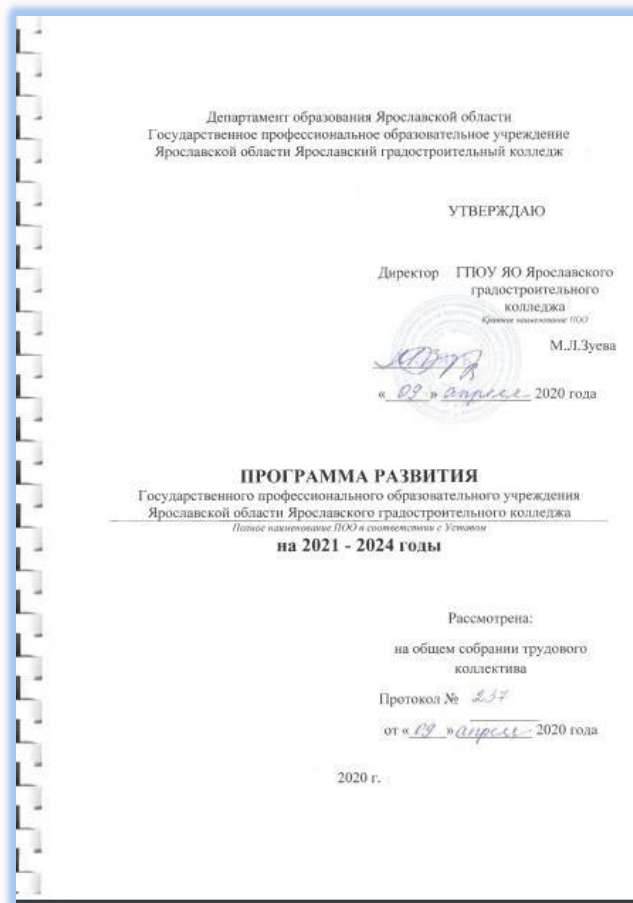 Департамент образования Ярославской области
Государственное профессиональное образовательное учреждение
Ярославской области Ярославский градостроительный колледж
УТВЕРЖДАЮ
Директор ГПОУ ЯО Ярославского
градостроительного
колледжа
Краткое наименование ПОО
М.Л.Зуева
« 09 » апреля 2020 года
ПРОГРАММА РАЗВИТИЯ
Государственного профессионального образовательного учреждения
Ярославской области Ярославского градостроительного колледжа
Полное наименование ПОО в соответствии с Уставом
на 2021 - 2024 годы
Рассмотрена:
на общем собрании трудового
коллектива
Протокол № 237
от « 09 » апреля 2020 года
2020 г.